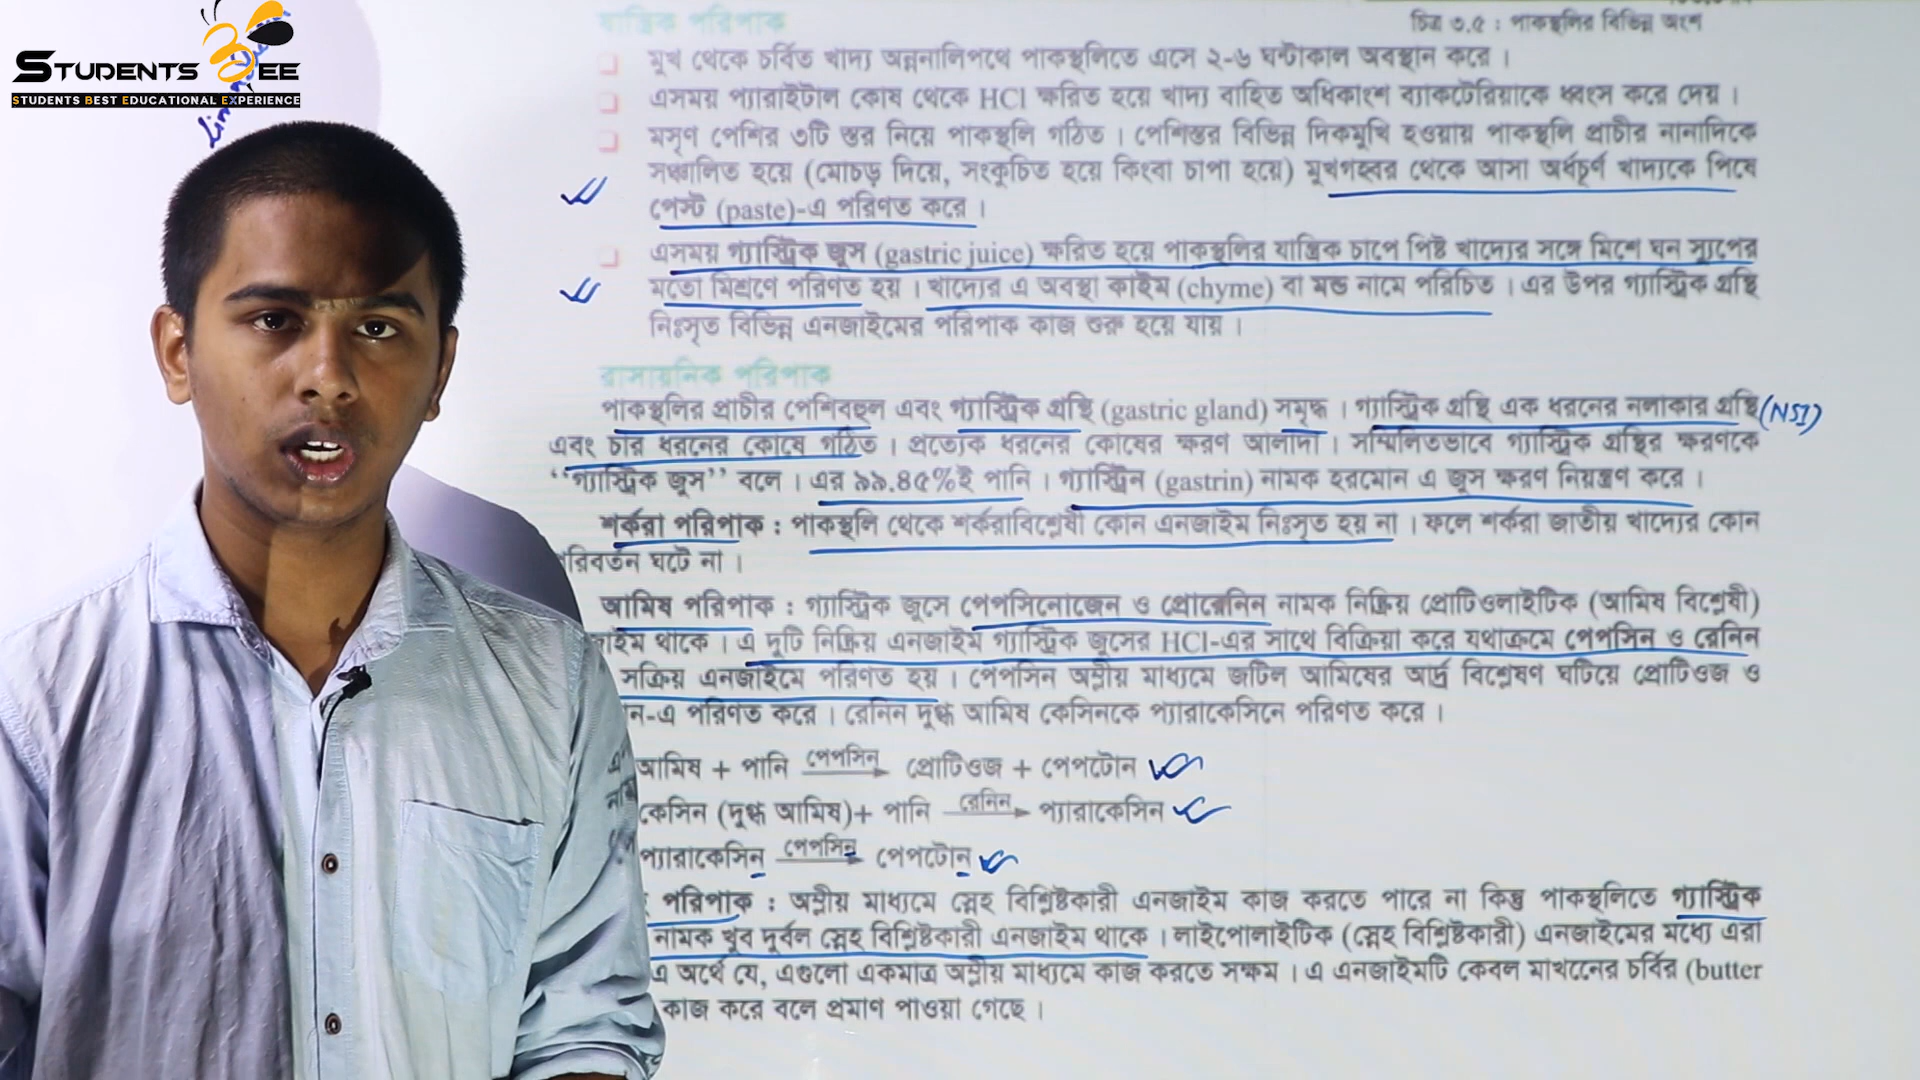 STUDENTS BEE
STUDENTS BEST EDUCATIONAL EXPERIENCE
যান্ত্রিক পরিপাক
চিত্র ৩.৫ : পাকস্থলির বিভিন্ন অংশ
মুখ থেকে চর্বিত খাদ্য অন্ননালিপথে পাকস্থলিতে এসে ২-৬ ঘন্টাকাল অবস্থান করে ।
এসময় প্যারাইটাল কোষ থেকে HCl ক্ষরিত হয়ে খাদ্য বাহিত অধিকাংশ ব্যাকটেরিয়াকে ধ্বংস করে দেয় ।
মসৃণ পেশির ৩টি স্তর নিয়ে পাকস্থলি গঠিত । পেশিস্তর বিভিন্ন দিকমুখি হওয়ায় পাকস্থলি প্রাচীর নানাদিকে
সঞ্চালিত হয়ে (মোচড় দিয়ে, সংকুচিত হয়ে কিংবা চাপা হয়ে) মুখগহ্বর থেকে আসা অর্ধচূর্ণ খাদ্যকে পিষে
পেস্ট (paste)-এ পরিণত করে ।
এসময় গ্যাস্ট্রিক জুস (gastric juice) ক্ষরিত হয়ে পাকস্থলির যান্ত্রিক চাপে পিষ্ট খাদ্যের সঙ্গে মিশে ঘন স্যুপের
মতো মিশ্রণে পরিণত হয় । খাদ্যের এ অবস্থা কাইম (chyme) বা মন্ড নামে পরিচিত । এর উপর গ্যাস্ট্রিক গ্রন্থি
নিঃসৃত বিভিন্ন এনজাইমের পরিপাক কাজ শুরু হয়ে যায় ।
রাসায়নিক পরিপাক
পাকস্থলির প্রাচীর পেশিবহুল এবং গ্যাস্ট্রিক গ্রন্থি (gastric gland) সমৃদ্ধ । গ্যাস্ট্রিক গ্রন্থি এক ধরনের নলাকার গ্রন্থি (NSI)
এবং চার ধরনের কোষে গঠিত । প্রত্যেক ধরনের কোষের ক্ষরণ আলাদা । সম্মিলিতভাবে গ্যাস্ট্রিক গ্রন্থির ক্ষরণকে
‘‘গ্যাস্ট্রিক জুস’’ বলে । এর ৯৯.৪৫%ই পানি । গ্যাস্ট্রিন (gastrin) নামক হরমোন এ জুস ক্ষরণ নিয়ন্ত্রণ করে ।
শর্করা পরিপাক : পাকস্থলি থেকে শর্করাবিশ্লেষী কোন এনজাইম নিঃসৃত হয় না । ফলে শর্করা জাতীয় খাদ্যের কোন
রিবর্তন ঘটে না ।
আমিষ পরিপাক : গ্যাস্ট্রিক জুসে পেপসিনোজেন ও প্রোরেনিন নামক নিষ্ক্রিয় প্রোটিওলাইটিক (আমিষ বিশ্লেষী)
াইম থাকে । এ দুটি নিষ্ক্রিয় এনজাইম গ্যাস্ট্রিক জুসের HCl-এর সাথে বিক্রিয়া করে যথাক্রমে পেপসিন ও রেনিন
সক্রিয় এনজাইমে পরিণত হয় । পেপসিন অম্লীয় মাধ্যমে জটিল আমিষের আর্দ্র বিশ্লেষণ ঘটিয়ে প্রোটিওজ ও
ন-এ পরিণত করে । রেনিন দুগ্ধ আমিষ কেসিনকে প্যারাকেসিনে পরিণত করে ।
আমিষ + পানি পেপসিন প্রোটিওজ + পেপটোন
কেসিন (দুগ্ধ আমিষ)+ পানি রেনিন প্যারাকেসিন
প্যারাকেসিন পেপসিন পেপটোন
পরিপাক : অম্লীয় মাধ্যমে স্নেহ বিশ্লিষ্টকারী এনজাইম কাজ করতে পারে না কিন্তু পাকস্থলিতে গ্যাস্ট্রিক
নামক খুব দুর্বল স্নেহ বিশ্লিষ্টকারী এনজাইম থাকে । লাইপোলাইটিক (স্নেহ বিশ্লিষ্টকারী) এনজাইমের মধ্যে এরা
এ অর্থে যে, এগুলো একমাত্র অম্লীয় মাধ্যমে কাজ করতে সক্ষম । এ এনজাইমটি কেবল মাখনের চর্বির (butter
কাজ করে বলে প্রমাণ পাওয়া গেছে ।